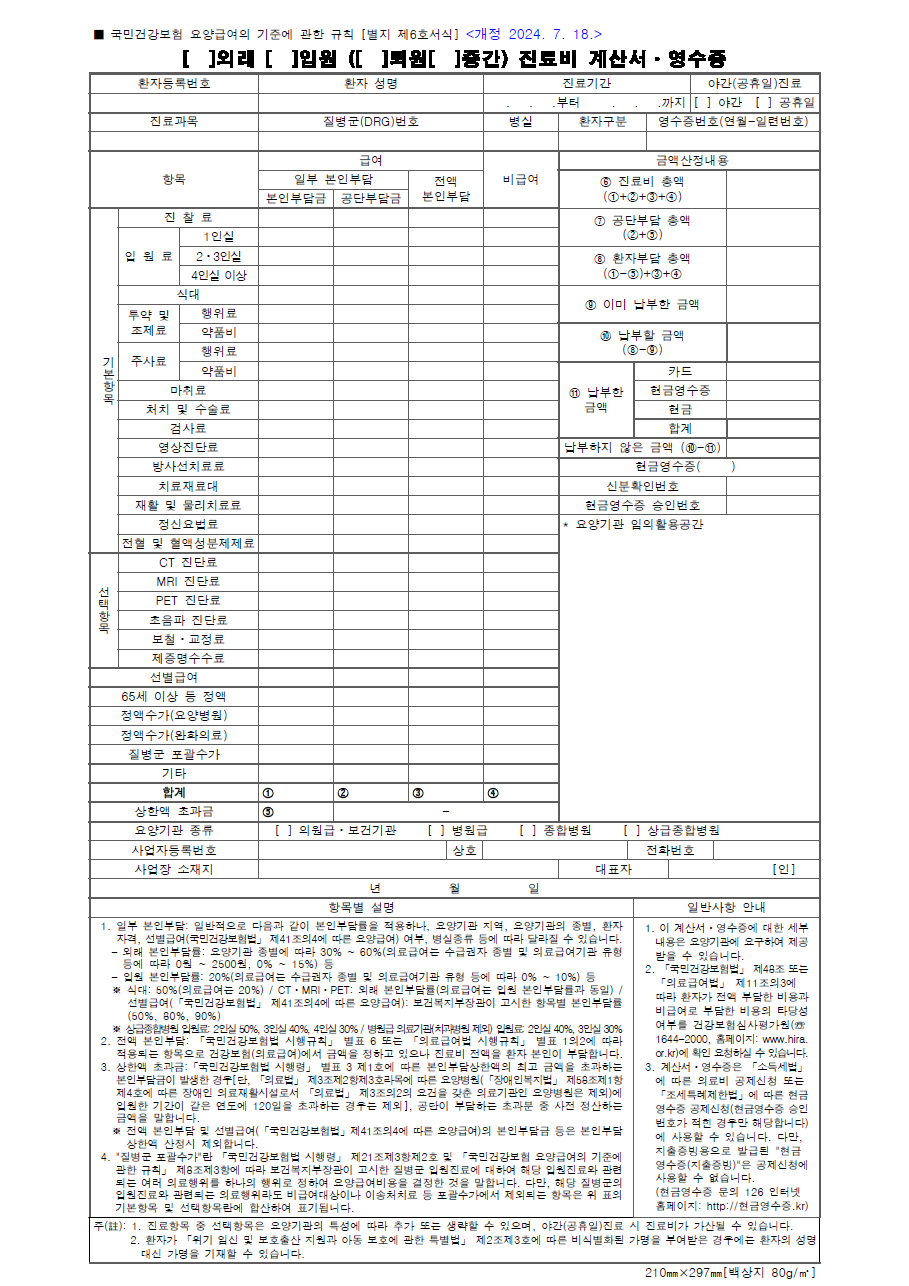 ■ 국민건강보험 요양급여의 기준에 관한 규칙 [별지 제6호서식] <개정 2024. 7. 18.>
[ ]외래 [ ]입원 ([ ]퇴원[ ]중간) 진료비 계산서·영수증
환자등록번호 환자 성명 진료기간 야간(공휴일)진료
. . .부터 . . .까지 [ ] 야간 [ ] 공휴일
진료과목 질병군(DRG)번호 병실 환자구분 영수증번호(연월-일련번호)
항목 급여 비급여 금액산정내용
일부 본인부담 전액 본인부담
본인부담금 공단부담금
기본항목
진 찰 료
입 원 료
1인실
2·3인실
4인실 이상
식대
투약 및 조제료
행위료
약품비
주사료
행위료
약품비
마취료
처치 및 수술료
검사료
영상진단료
방사선치료료
치료재료대
재활 및 물리치료료
정신요법료
전혈 및 혈액성분제제료
선택항목
CT 진단료
MRI 진단료
PET 진단료
초음파 진단료
보철·교정료
제증명수수료
선별급여
65세 이상 등 정액
정액수가(요양병원)
정액수가(완화의료)
질병군 포괄수가
기타
합계 ① ② ③ ④
상한액 초과금 ⑤ -
⑥ 진료비 총액
(①+②+③+④)
⑦ 공단부담 총액
(②+⑤)
⑧ 환자부담 총액
(①-⑤)+③+④
⑨ 이미 납부한 금액
⑩ 납부할 금액
(⑧-⑨)
⑪ 납부한 금액
카드
현금영수증
현금
합계
납부하지 않은 금액 (⑩-⑪)
현금영수증( )
신분확인번호
현금영수증 승인번호
* 요양기관 임의활용공간
요양기관 종류 [ ] 의원급·보건기관 [ ] 병원급 [ ] 종합병원 [ ] 상급종합병원
사업자등록번호 상호 전화번호
사업장 소재지 대표자 [인]
년 월 일
항목별 설명
1. 일부 본인부담: 일반적으로 다음과 같이 본인부담률을 적용하나, 요양기관 지역, 요양기관의 종별, 환자
자격, 선별급여(국민건강보험법」 제41조의4에 따른 요양급여) 여부, 병실종류 등에 따라 달라질 수 있습니다.
- 외래 본인부담률: 요양기관 종별에 따라 30% ~ 60%(의료급여는 수급권자 종별 및 의료급여기관 유형
등에 따라 0원 ~ 2500원, 0% ~ 15%) 등
- 입원 본인부담률: 20%(의료급여는 수급권자 종별 및 의료급여기관 유형 등에 따라 0% ~ 10%) 등
※ 식대: 50%(의료급여는 20%) / CT·MRI·PET: 외래 본인부담률(의료급여는 입원 본인부담률과 동일) /
선별급여(「국민건강보험법」 제41조의4에 따른 요양급여): 보건복지부장관이 고시한 항목별 본인부담률
(50%, 80%, 90%)
※ 상급종합병원 입원료: 2인실 50%, 3인실 40%, 4인실 30% / 병원급 의료기관(치과병원 제외) 입원료: 2인실 40%, 3인실 30%
2. 전액 본인부담: 「국민건강보험법 시행규칙」 별표 6 또는 「의료급여법 시행규칙」 별표 1의2에 따라
적용되는 항목으로 건강보험(의료급여)에서 금액을 정하고 있으나 진료비 전액을 환자 본인이 부담합니다.
3. 상한액 초과금:「국민건강보험법 시행령」 별표 3 제1호에 따른 본인부담상한액의 최고 금액을 초과하는
본인부담금이 발생한 경우[단, 「의료법」 제3조제2항제3호라목에 따른 요양병원(「장애인복지법」 제58조제1항
제4호에 따른 장애인 의료재활시설로서 「의료법」 제3조의2의 요건을 갖춘 의료기관인 요양병원은 제외)에
입원한 기간이 같은 연도에 120일을 초과하는 경우는 제외], 공단이 부담하는 초과분 중 사전 정산하는
금액을 말합니다.
※ 전액 본인부담 및 선별급여(「국민건강보험법」제41조의4에 따른 요양급여)의 본인부담금 등은 본인부담
상한액 산정시 제외합니다.
4. "질병군 포괄수가"란 「국민건강보험법 시행령」 제21조제3항제2호 및 「국민건강보험 요양급여의 기준에
관한 규칙」 제8조제3항에 따라 보건복지부장관이 고시한 질병군 입원진료에 대하여 해당 입원진료와 관련
되는 여러 의료행위를 하나의 행위로 정하여 요양급여비용을 결정한 것을 말합니다. 다만, 해당 질병군의
입원진료와 관련되는 의료행위라도 비급여대상이나 이송처치료 등 포괄수가에서 제외되는 항목은 위 표의
기본항목 및 선택항목란에 합산하여 표기됩니다.
일반사항 안내
1. 이 계산서·영수증에 대한 세부
내용은 요양기관에 요구하여 제공
받을 수 있습니다.
2. 「국민건강보험법」 제48조 또는
「의료급여법」 제11조의3에
따라 환자가 전액 부담한 비용과
비급여로 부담한 비용의 타당성
여부를 건강보험심사평가원(☏
1644-2000, 홈페이지: www.hira.
or.kr)에 확인 요청하실 수 있습니다.
3. 계산서·영수증은 「소득세법」
에 따른 의료비 공제신청 또는
「조세특례제한법」에 따른 현금
영수증 공제신청(현금영수증 승인
번호가 적힌 경우만 해당합니다)
에 사용할 수 있습니다. 다만,
지출증빙용으로 발급된 "현금
영수증(지출증빙)"은 공제신청에
사용할 수 없습니다.
(현금영수증 문의 126 인터넷
홈페이지: http://현금영수증.kr)
주(註): 1. 진료항목 중 선택항목은 요양기관의 특성에 따라 추가 또는 생략할 수 있으며, 야간(공휴일)진료 시 진료비가 가산될 수 있습니다.
2. 환자가 「위기 임신 및 보호출산 지원과 아동 보호에 관한 특별법」 제2조제3호에 따른 비식별화된 가명을 부여받은 경우에는 환자의 성명
대신 가명을 기재할 수 있습니다.
210㎜×297㎜[백상지 80g/㎡]